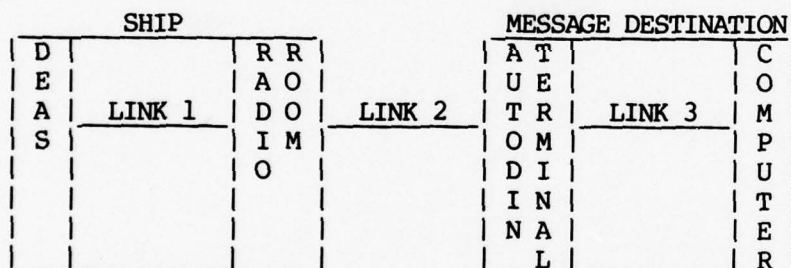 SHIP
MESSAGE DESTINATION
DEAS
LINK 1
RADIO
ROOM
LINK 2
AUTODIN
TERMINAL
LINK 3
COMPUTER